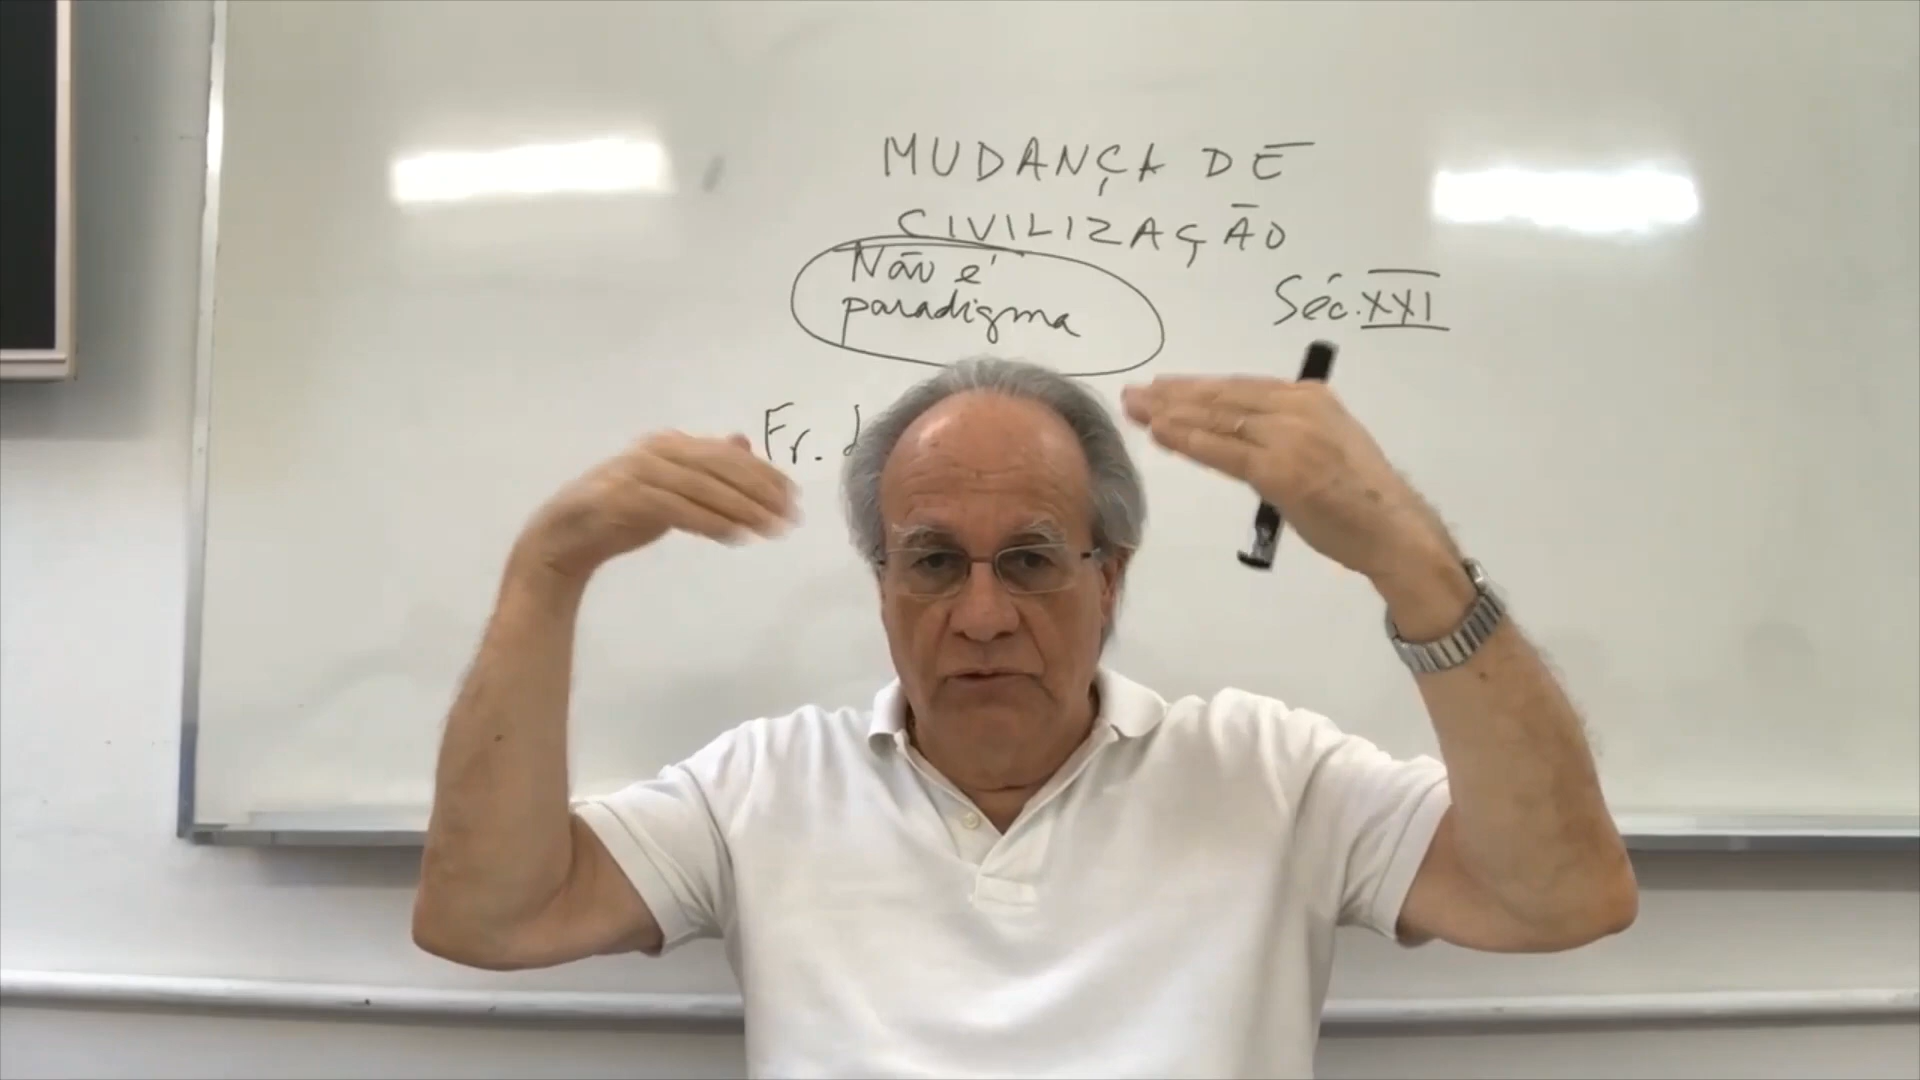 MUDANÇA DE
CIVILIZAÇÃO
Não é
paradigma
Séc. XXI
Fr.